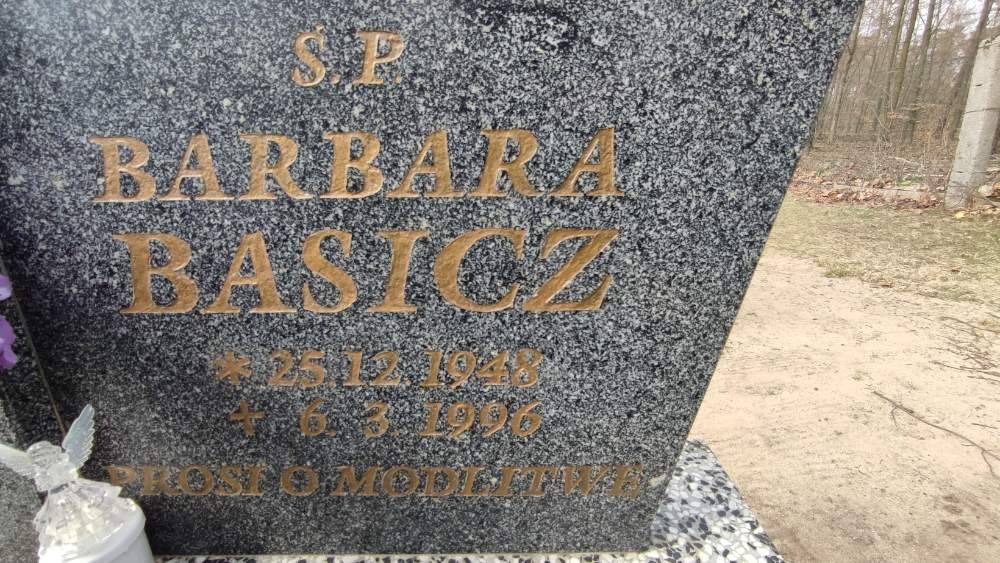 Ś.P.
BARBARA
BASICZ
* 25.12.1948
+ 6. 3. 1996
PROSI O MODLITWĘ